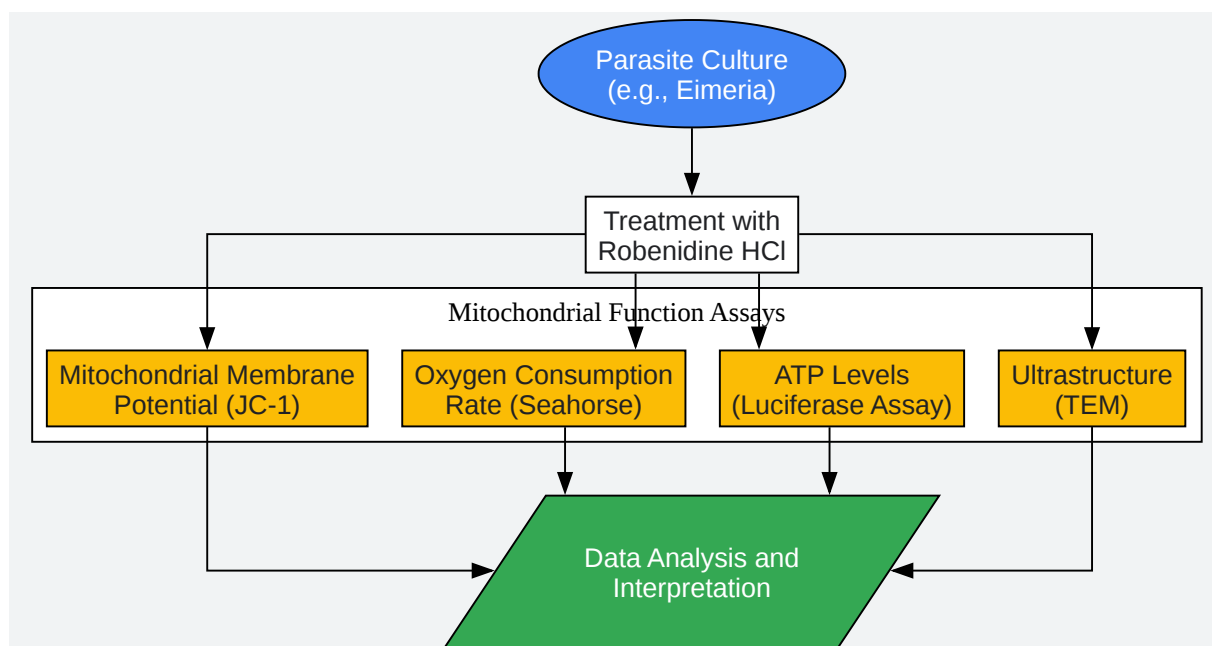 Parasite Culture
(e.g., Eimeria)
Treatment with
Robenidine HCl
Mitochondrial Function Assays
Mitochondrial Membrane
Potential (JC-1)
Oxygen Consumption
Rate (Seahorse)
ATP Levels
(Luciferase Assay)
Ultrastructure
(TEM)
Data Analysis and
Interpretation